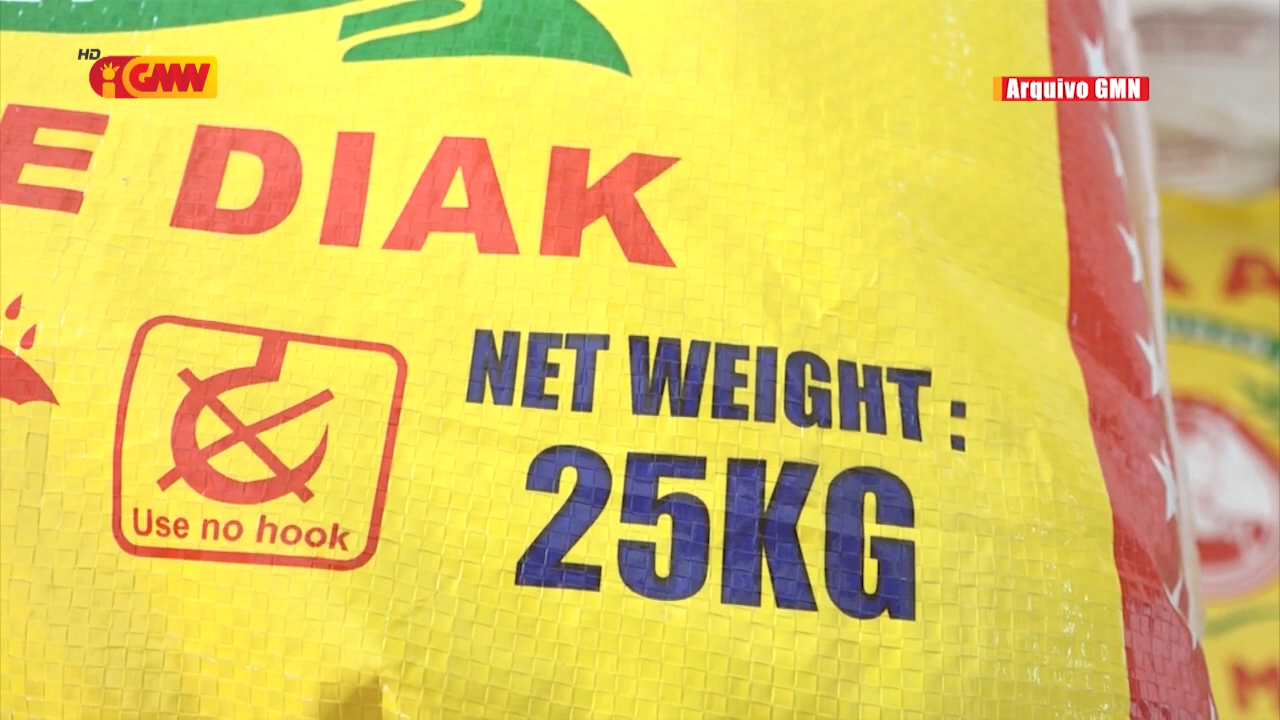 HD
GMN
Arquivo GMN
E DIAK
Use no hook
NET WEIGHT :
25KG